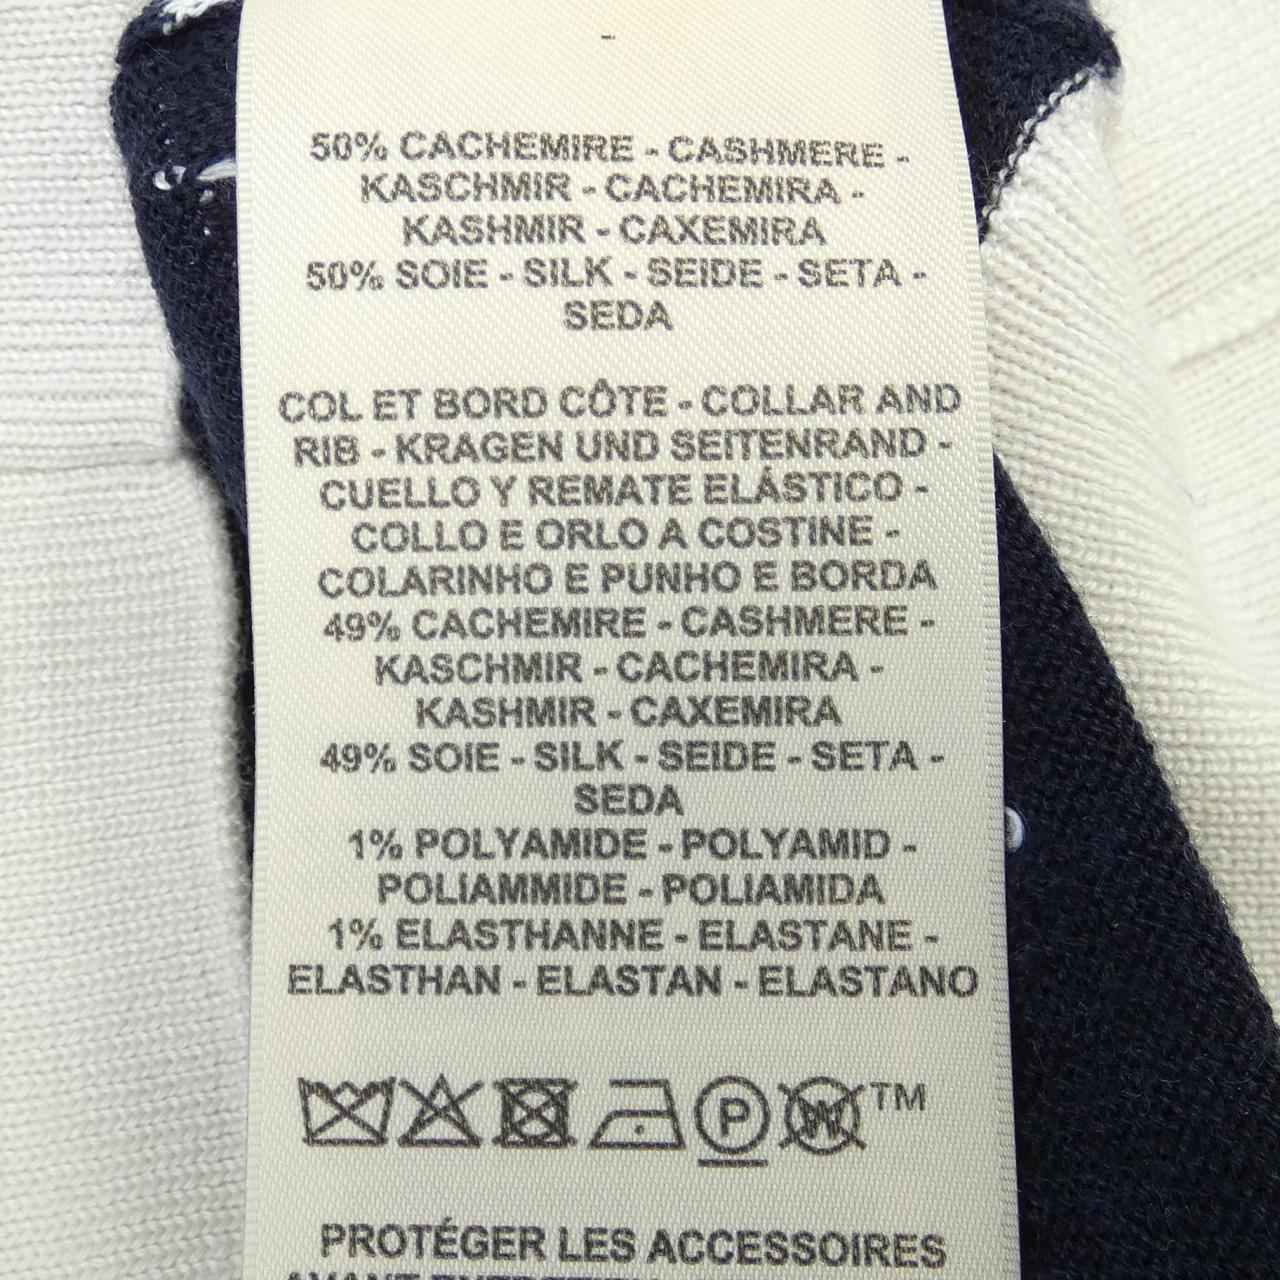 50% CACHEMIRE - CASHMERE -
KASCHMIR - CACHEMIRA -
KASHMIR - CAXEMIRA
50% SOIE - SILK - SEIDE - SETA -
SEDA
COL ET BORD CÔTE - COLLAR AND
RIB - KRAGEN UND SEITENRAND -
CUELLO Y REMATE ELÁSTICO -
COLLO E ORLO A COSTINE -
COLARINHO E PUNHO E BORDA
49% CACHEMIRE - CASHMERE -
KASCHMIR - CACHEMIRA -
KASHMIR - CAXEMIRA
49% SOIE - SILK - SEIDE - SETA -
SEDA
1% POLYAMIDE - POLYAMID -
POLIAMMIDE - POLIAMIDA
1% ELASTHANNE - ELASTANE -
ELASTHAN - ELASTAN - ELASTANO
P W TM
PROTÉGER LES ACCESSOIRES